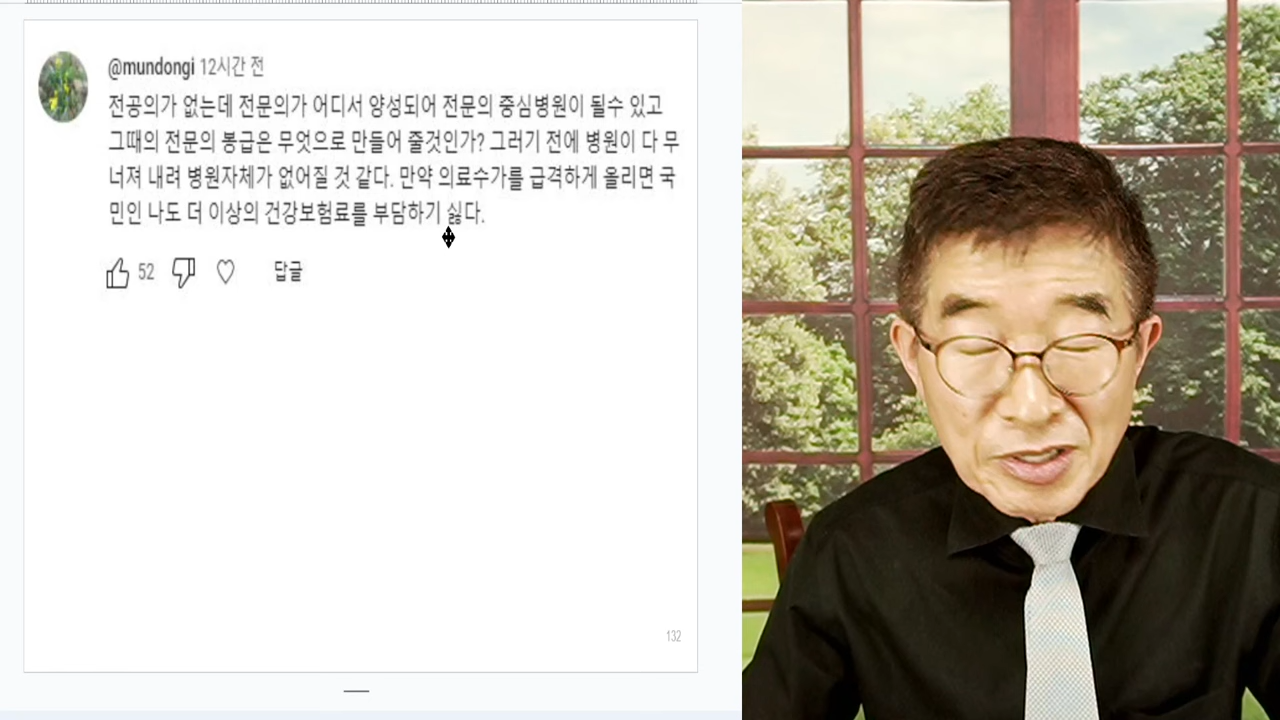 @mundongi 12시간 전
전공의가 없는데 전문의가 어디서 양성되어 전문의 중심병원이 될수 있고
그때의 전문의 봉급은 무엇으로 만들어 줄것인가? 그러기 전에 병원이 다 무
너져 내려 병원자체가 없어질 것 같다. 만약 의료수가를 급격하게 올리면 국
민인 나도 더 이상의 건강보험료를 부담하기 싫다.
52 답글
132